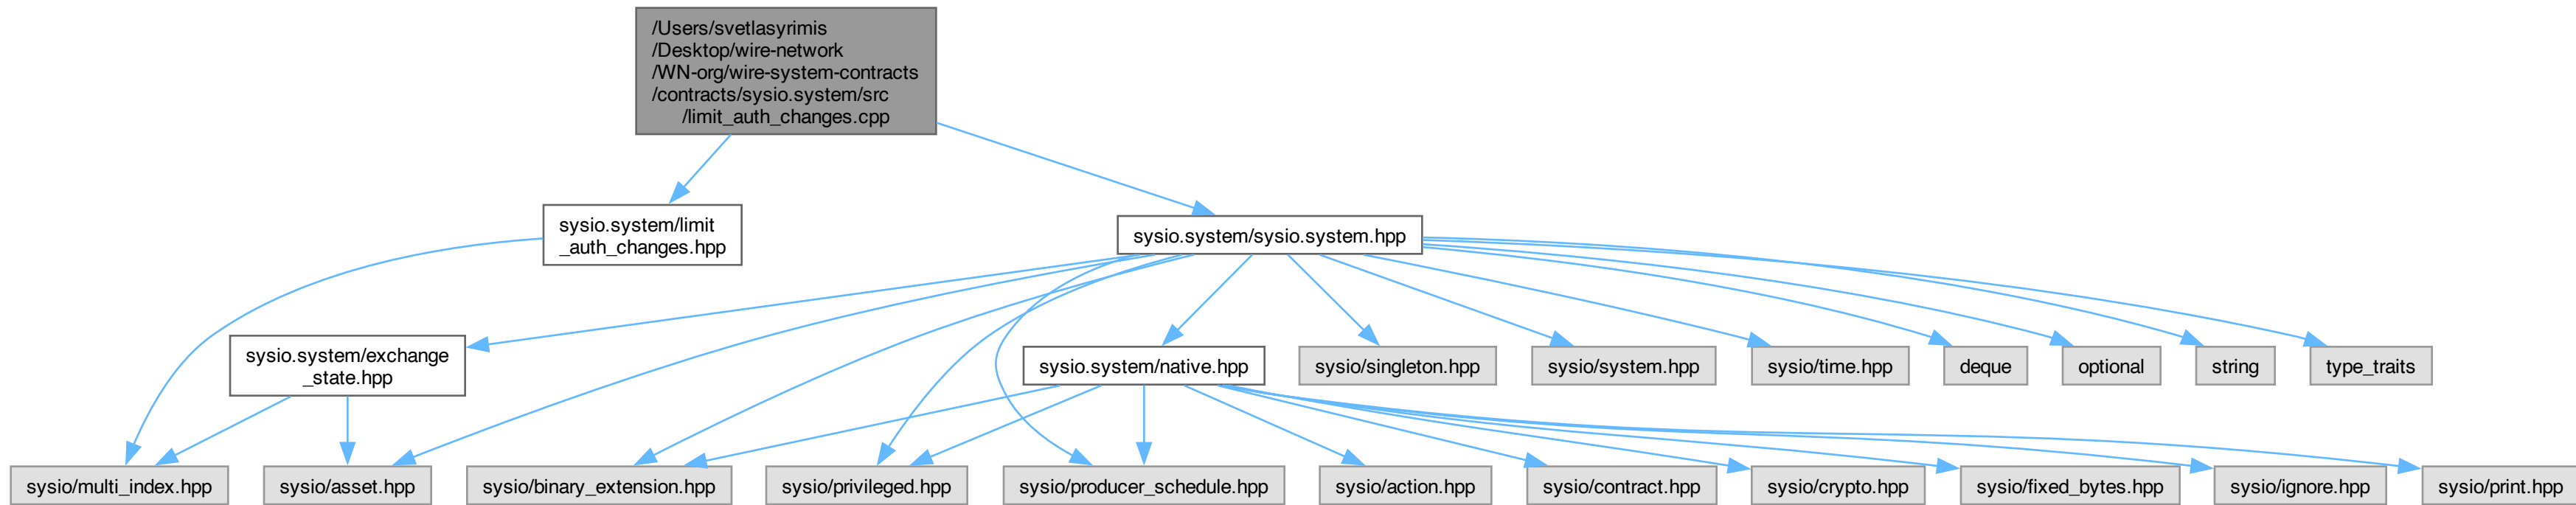 /Users/svetlasyrimis
/Desktop/wire-network
/WN-org/wire-system-contracts
/contracts/sysio.system/src
/limit_auth_changes.cpp
sysio.system/limit
_auth_changes.hpp
sysio.system/sysio.system.hpp
sysio.system/exchange
_state.hpp
sysio.system/native.hpp
sysio/singleton.hpp
sysio/system.hpp
sysio/time.hpp
deque
optional
string
type_traits
sysio/multi_index.hpp
sysio/asset.hpp
sysio/binary_extension.hpp
sysio/privileged.hpp
sysio/producer_schedule.hpp
sysio/action.hpp
sysio/contract.hpp
sysio/crypto.hpp
sysio/fixed_bytes.hpp
sysio/ignore.hpp
sysio/print.hpp